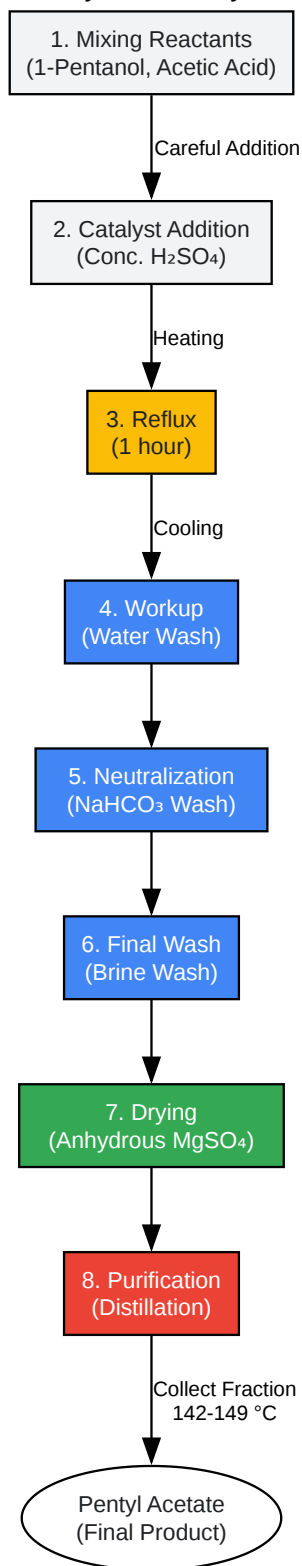 1. Mixing Reactants
(1-Pentanol, Acetic Acid)
Careful Addition
2. Catalyst Addition
(Conc. H₂SO₄)
Heating
3. Reflux
(1 hour)
Cooling
4. Workup
(Water Wash)
5. Neutralization
(NaHCO₃ Wash)
6. Final Wash
(Brine Wash)
7. Drying
(Anhydrous MgSO₄)
8. Purification
(Distillation)
Collect Fraction
142-149 °C
Pentyl Acetate
(Final Product)